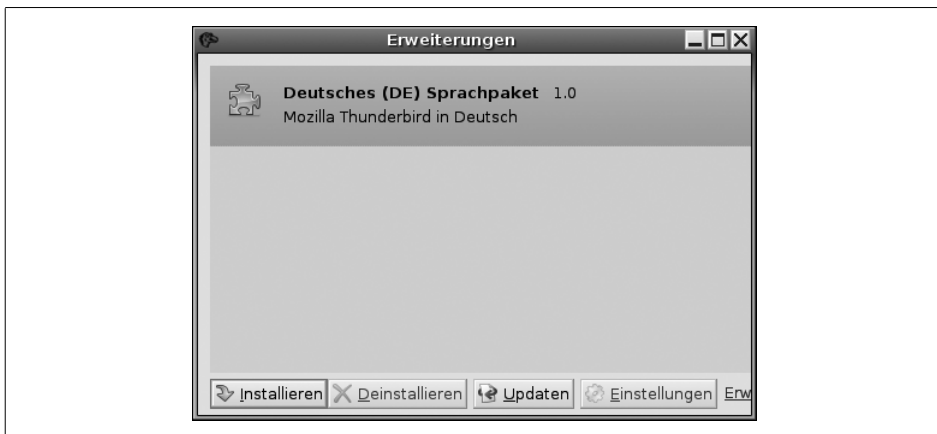 Erweiterungen
Deutsches (DE) Sprachpaket 1.0
Mozilla Thunderbird in Deutsch
Installieren Deinstallieren Updaten Einstellungen Erw